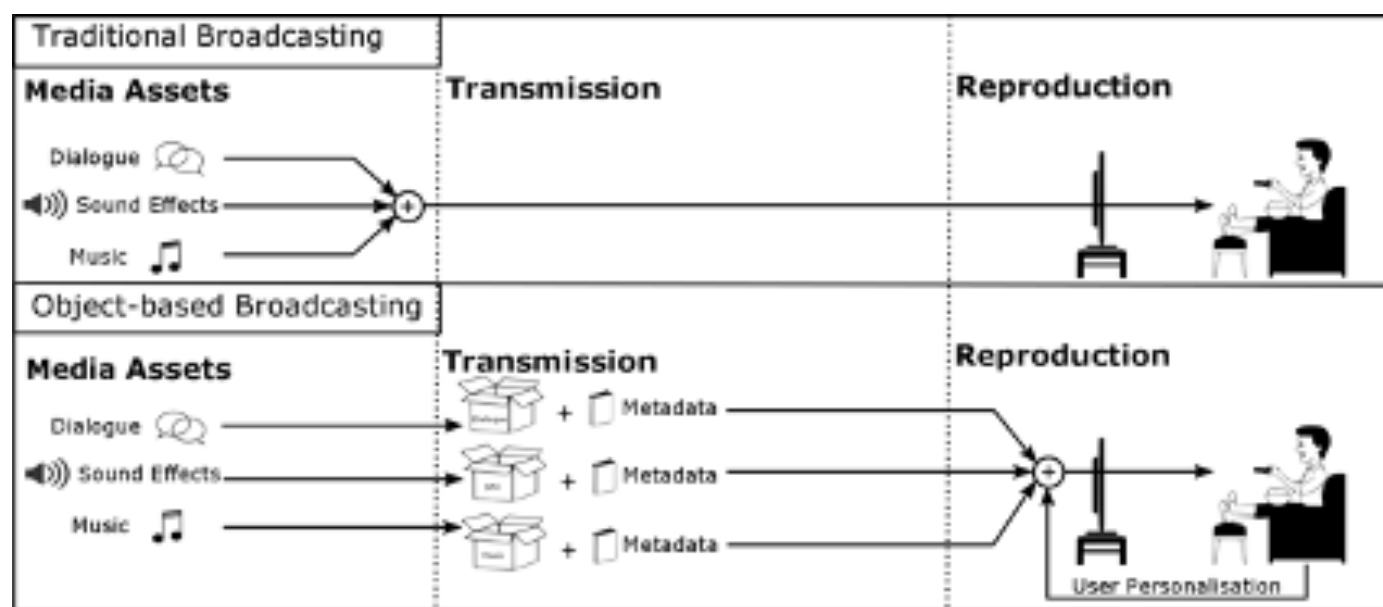 Traditional Broadcasting
Media Assets
Transmission
Reproduction
Dialogue
Sound Effects
Music
Object-based Broadcasting
Media Assets
Transmission
Reproduction
Dialogue
+ Metadata
Sound Effects
+ Metadata
Music
+ Metadata
User Personalisation